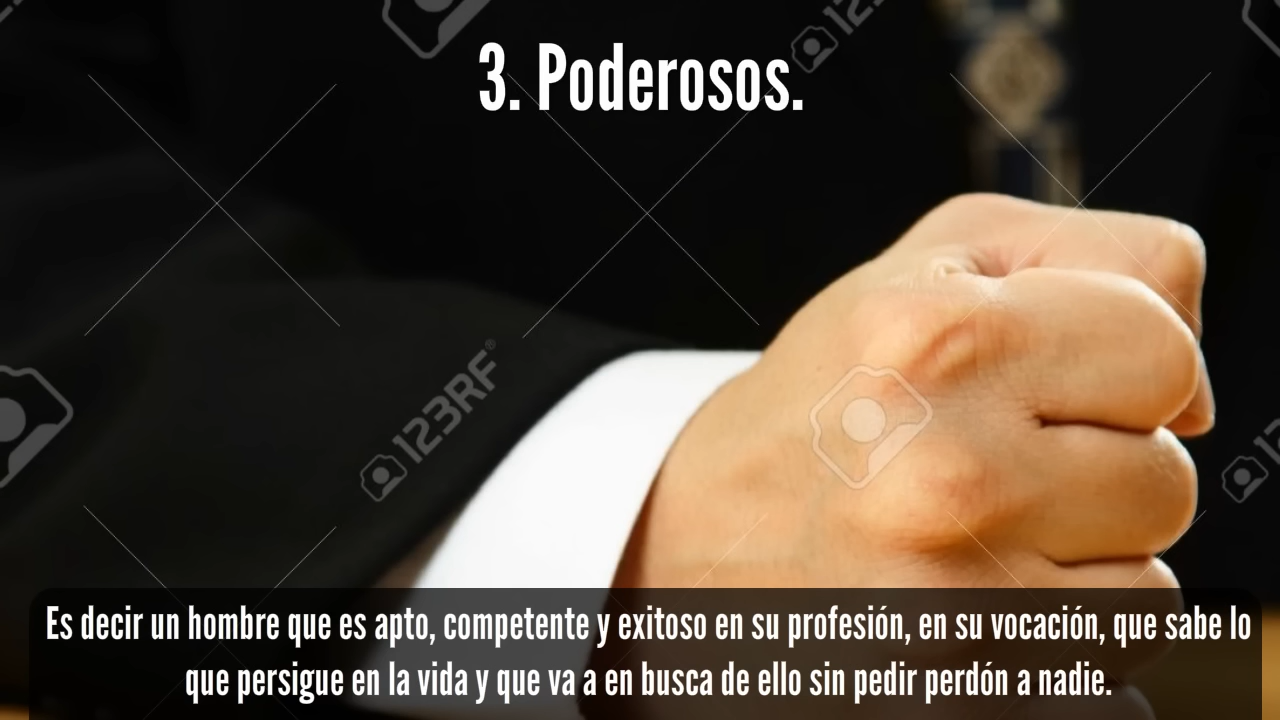 3. Poderosos.
123RF
123RF®
Es decir un hombre que es apto, competente y exitoso en su profesión, en su vocación, que sabe lo
que persigue en la vida y que va a en busca de ello sin pedir perdón a nadie.